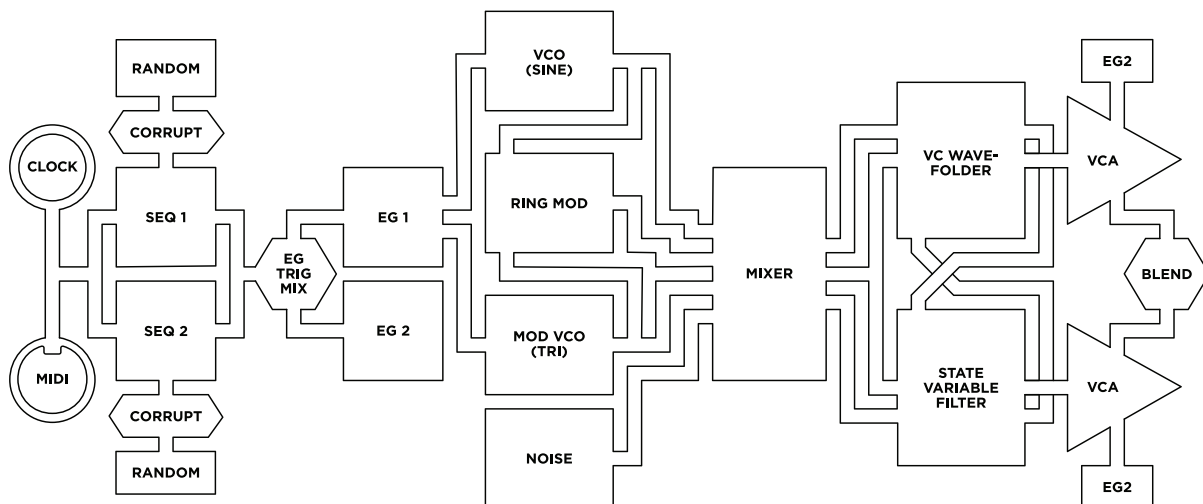 RANDOM
CORRUPT
CLOCK
SEQ 1
SEQ 2
MIDI
CORRUPT
RANDOM
EG
TRIG
MIX
EG 1
EG 2
VCO
(SINE)
RING MOD
MOD VCO
(TRI)
NOISE
MIXER
VC WAVE-
FOLDER
STATE
VARIABLE
FILTER
EG2
VCA
BLEND
VCA
EG2